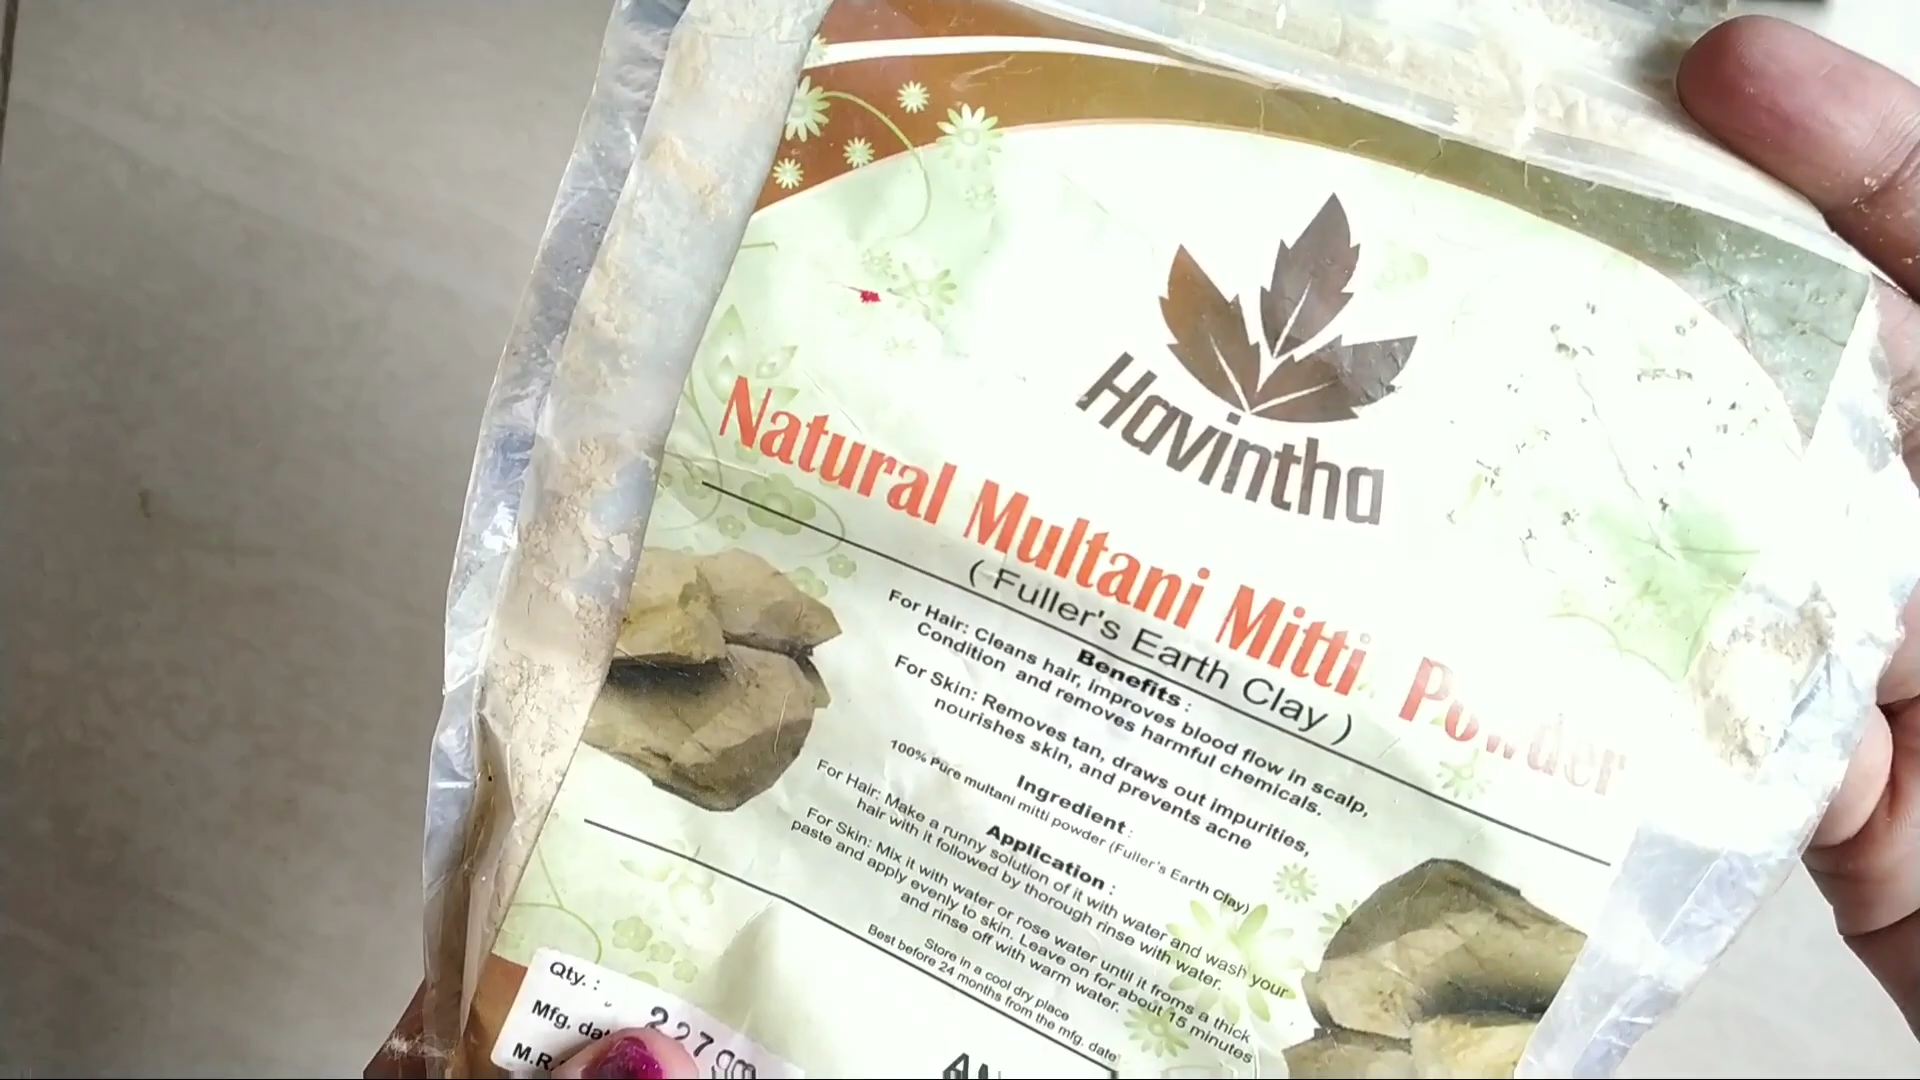 Havintha
Natural Multani Mitti Powder
( Fuller's Earth Clay )
Benefits :
For Hair: Cleans hair, improves blood flow in scalp,
Condition and removes harmful chemicals.
For Skin: Removes tan, draws out impurities,
nourishes skin, and prevents acne
Ingredient :
100% Pure multani mitti powder (Fuller's Earth Clay)
Application :
For Hair: Make a runny solution of it with water and wash your
hair with it followed by thorough rinse with water.
For Skin: Mix it with water or rose water until it froms a thick
paste and apply evenly to skin. Leave on for about 15 minutes
and rinse off with warm water.
Store in a cool dry place
Best before 24 months from the mfg. date
Qty. : 227 gm
Mfg.